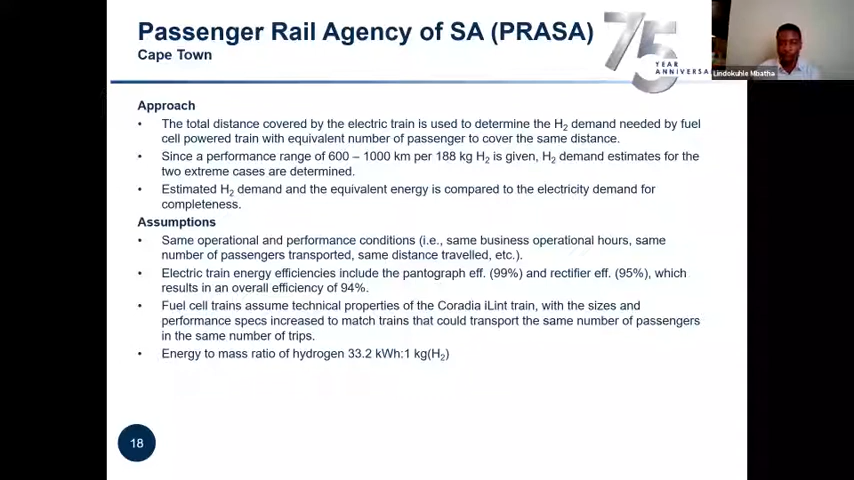 Passenger Rail Agency of SA (PRASA)
Cape Town
75
YEAR
ANNIVERSA
Lindokuhle Mbatha
Approach
• The total distance covered by the electric train is used to determine the H₂ demand needed by fuel
cell powered train with equivalent number of passenger to cover the same distance.
• Since a performance range of 600 – 1000 km per 188 kg H₂ is given, H₂ demand estimates for the
two extreme cases are determined.
• Estimated H₂ demand and the equivalent energy is compared to the electricity demand for
completeness.
Assumptions
• Same operational and performance conditions (i.e., same business operational hours, same
number of passengers transported, same distance travelled, etc.).
• Electric train energy efficiencies include the pantograph eff. (99%) and rectifier eff. (95%), which
results in an overall efficiency of 94%.
• Fuel cell trains assume technical properties of the Coradia iLint train, with the sizes and
performance specs increased to match trains that could transport the same number of passengers
in the same number of trips.
• Energy to mass ratio of hydrogen 33.2 kWh:1 kg(H₂)
18